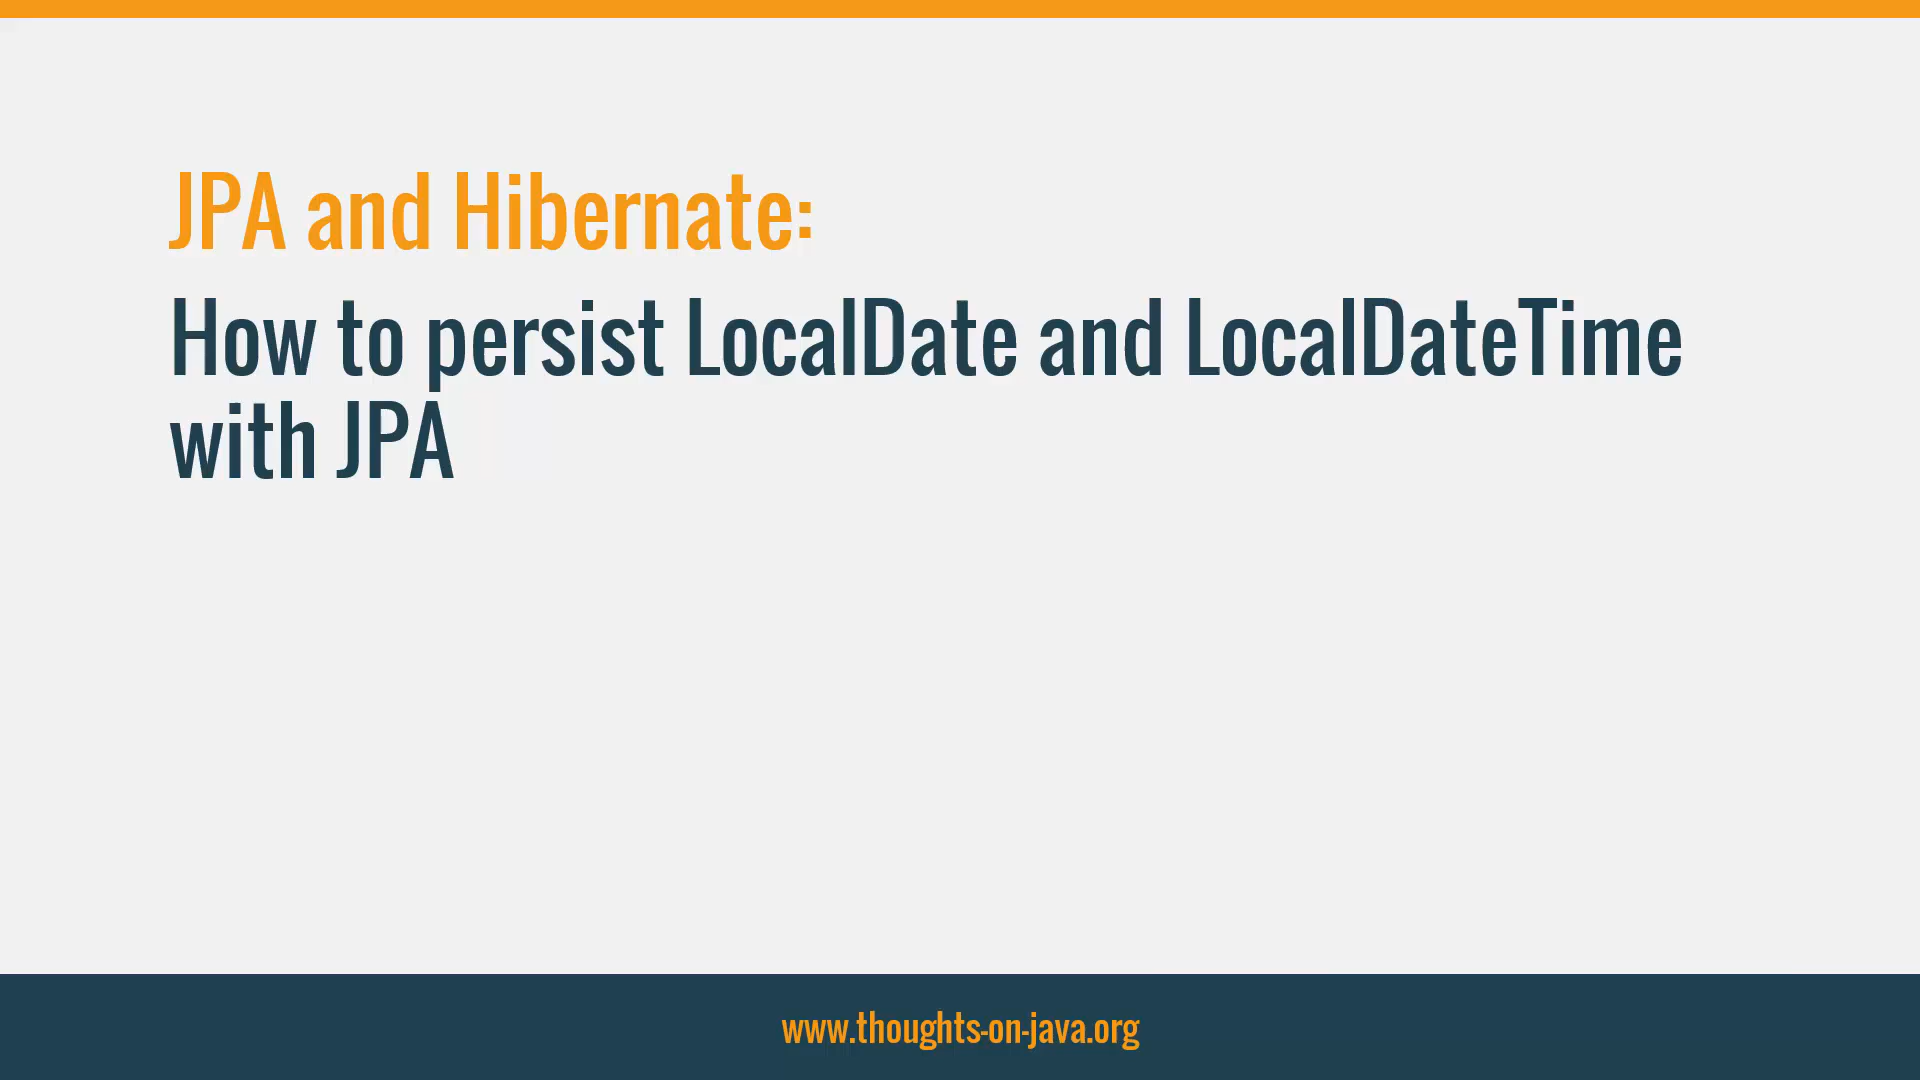 JPA and Hibernate:
How to persist LocalDate and LocalDateTime
with JPA
www.thoughts-on-java.org